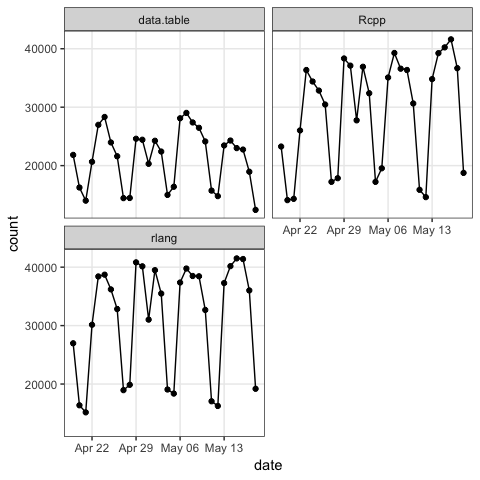 data.table
Rcpp
40000
30000
20000
Apr 22 Apr 29 May 06 May 13
rlang
40000
30000
20000
Apr 22 Apr 29 May 06 May 13
count
date